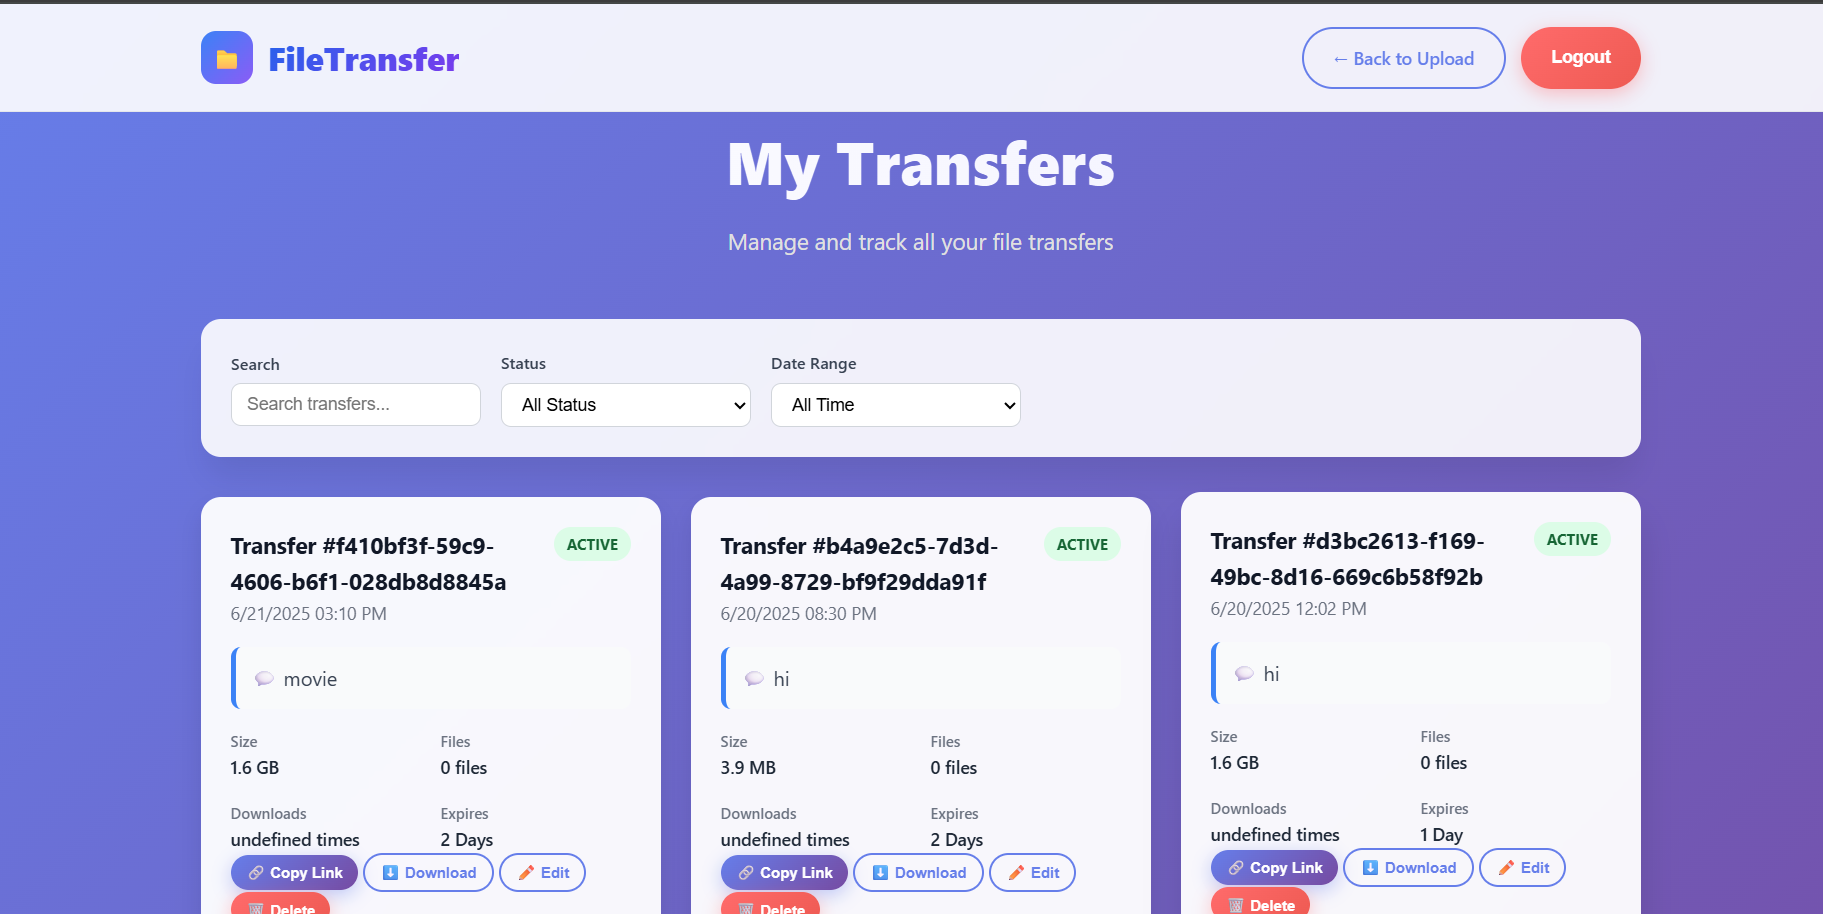 FileTransfer
← Back to Upload
Logout
My Transfers
Manage and track all your file transfers
Search
Search transfers...
Status
All Status
Date Range
All Time
Transfer #f410bf3f-59c9-
4606-b6f1-028db8d8845a
ACTIVE
6/21/2025 03:10 PM
movie
Size
1.6 GB
Files
0 files
Downloads
undefined times
Expires
2 Days
Copy Link
Download
Edit
Delete
Transfer #b4a9e2c5-7d3d-
4a99-8729-bf9f29dda91f
ACTIVE
6/20/2025 08:30 PM
hi
Size
3.9 MB
Files
0 files
Downloads
undefined times
Expires
2 Days
Copy Link
Download
Edit
Delete
Transfer #d3bc2613-f169-
49bc-8d16-669c6b58f92b
ACTIVE
6/20/2025 12:02 PM
hi
Size
1.6 GB
Files
0 files
Downloads
undefined times
Expires
1 Day
Copy Link
Download
Edit
Delete